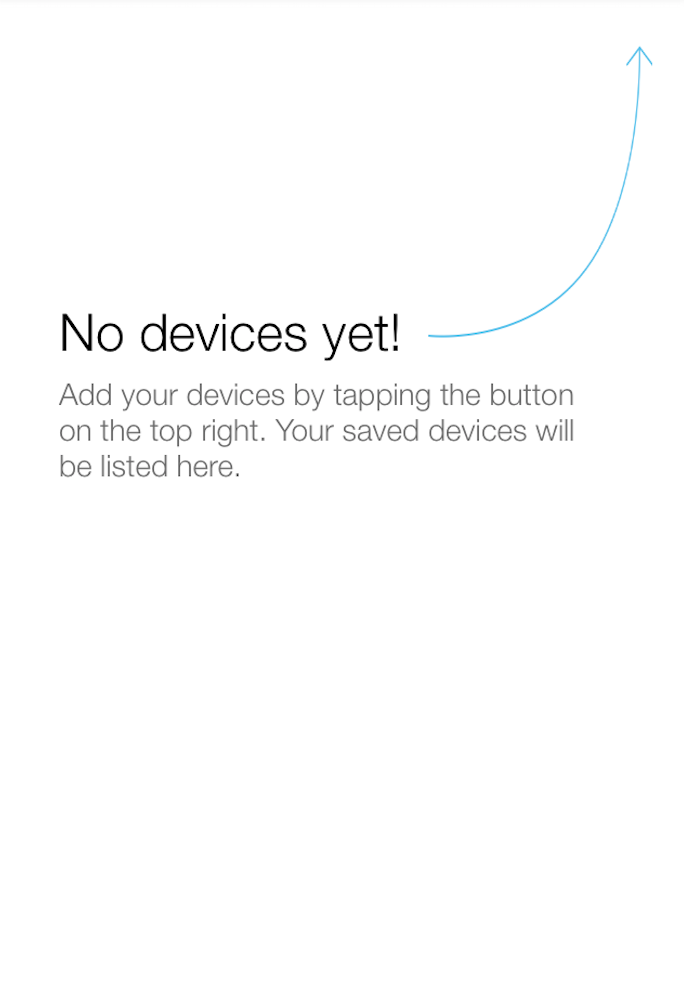 No devices yet!
Add your devices by tapping the button
on the top right. Your saved devices will
be listed here.